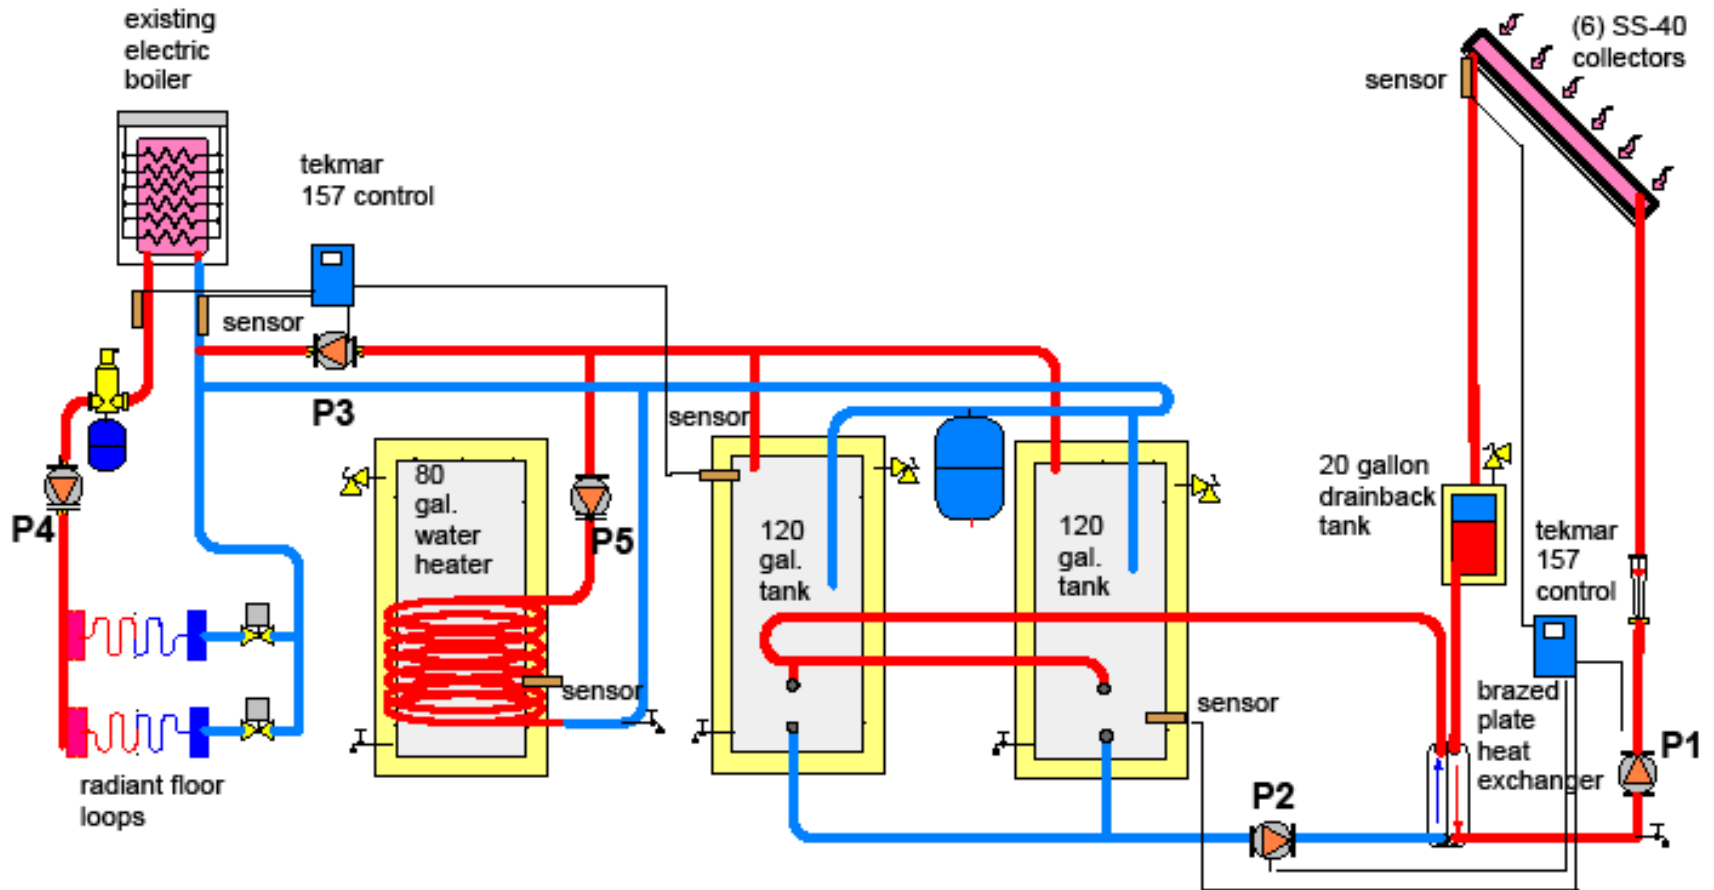 existing
electric
boiler
(6) SS-40
collectors
sensor
tekmar
157 control
sensor
P3
sensor
80
gal.
water
heater
P4
P5
120
gal.
tank
120
gal.
tank
20 gallon
drainback
tank
tekmar
157
control
sensor
sensor
brazed
plate
heat
exchanger
P1
P2
radiant floor
loops